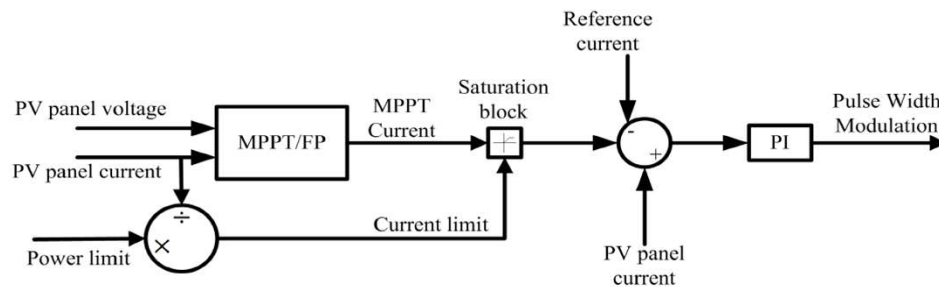 Reference
current
Saturation
block
PV panel voltage
MPPT
Current
Pulse Width
Modulation
MPPT/FP
-
+
PI
PV panel current
÷
×
Current limit
Power limit
PV panel
current